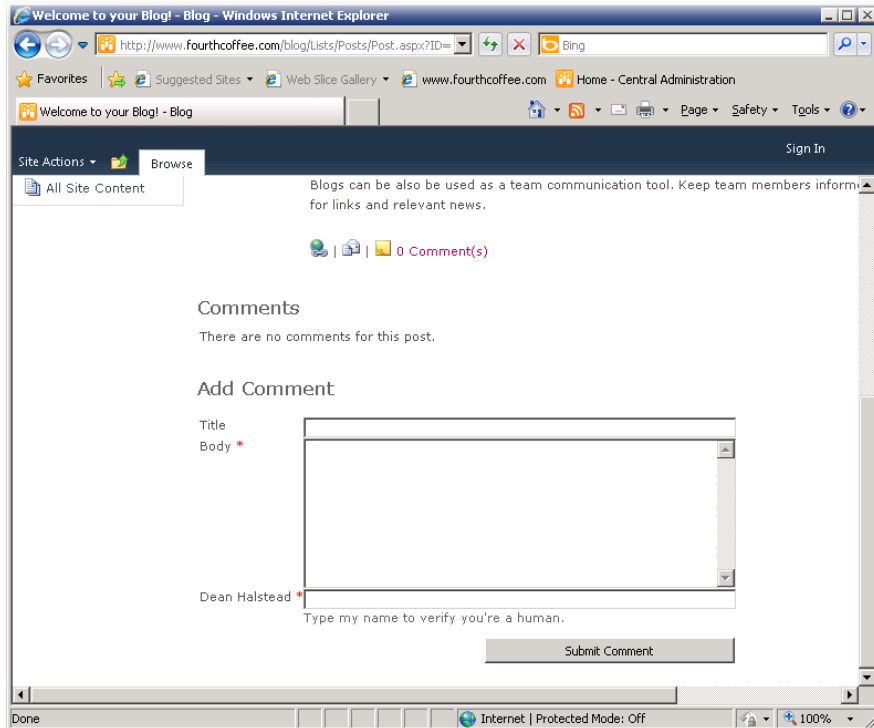 Welcome to your Blog! - Blog - Windows Internet Explorer
http://www.fourthcoffee.com/blog/Lists/Posts/Post.aspx?ID= Bing
Favorites Suggested Sites Web Slice Gallery www.fourthcoffee.com Home - Central Administration
Welcome to your Blog! - Blog Page Safety Tools
Sign In
Site Actions Browse
All Site Content Blogs can be also be used as a team communication tool. Keep team members inform
for links and relevant news.
| | 0 Comment(s)
Comments
There are no comments for this post.
Add Comment
Title
Body *
Dean Halstead *
Type my name to verify you're a human.
Submit Comment
Done Internet | Protected Mode: Off 100%